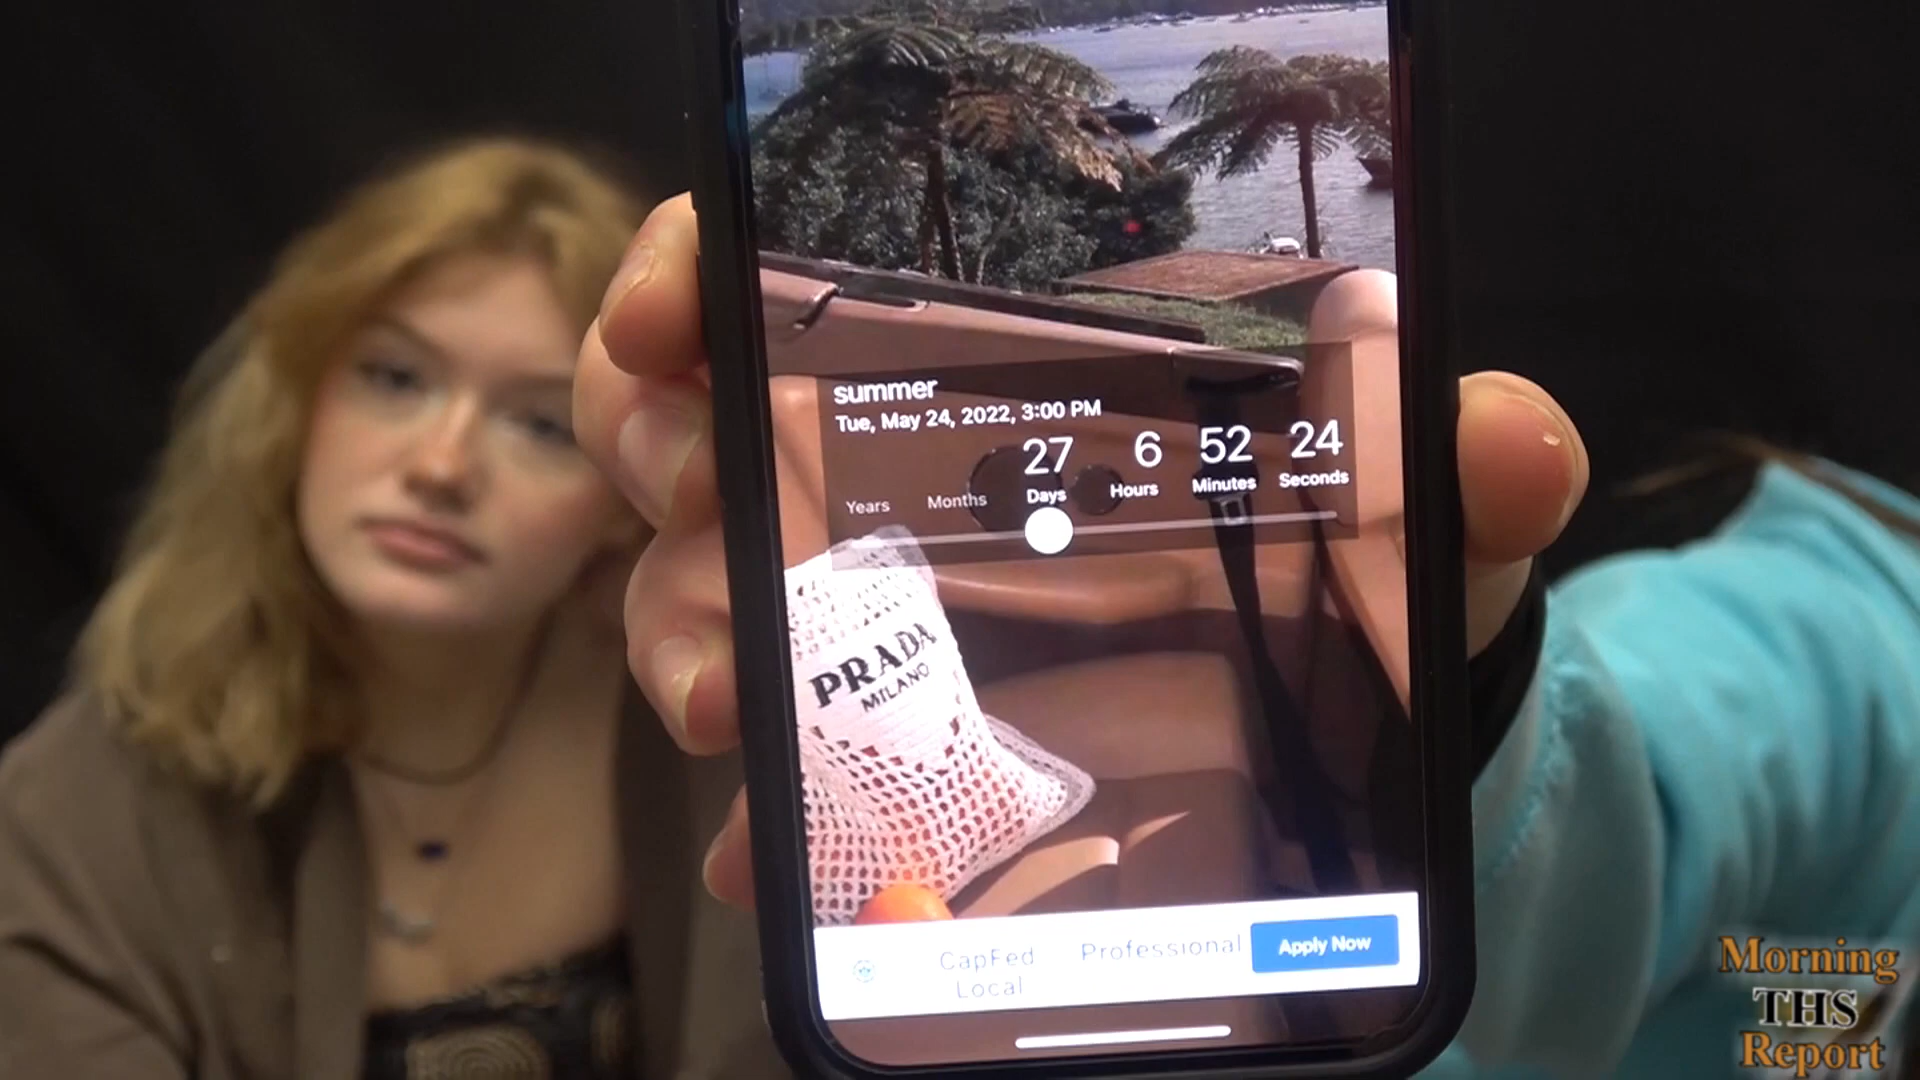 summer
Tue, May 24, 2022, 3:00 PM
27 6 52 24
Years Months Days Hours Minutes Seconds
PRADA
MILANO
CapFed Professional
Local
Apply Now
Morning
THS
Report